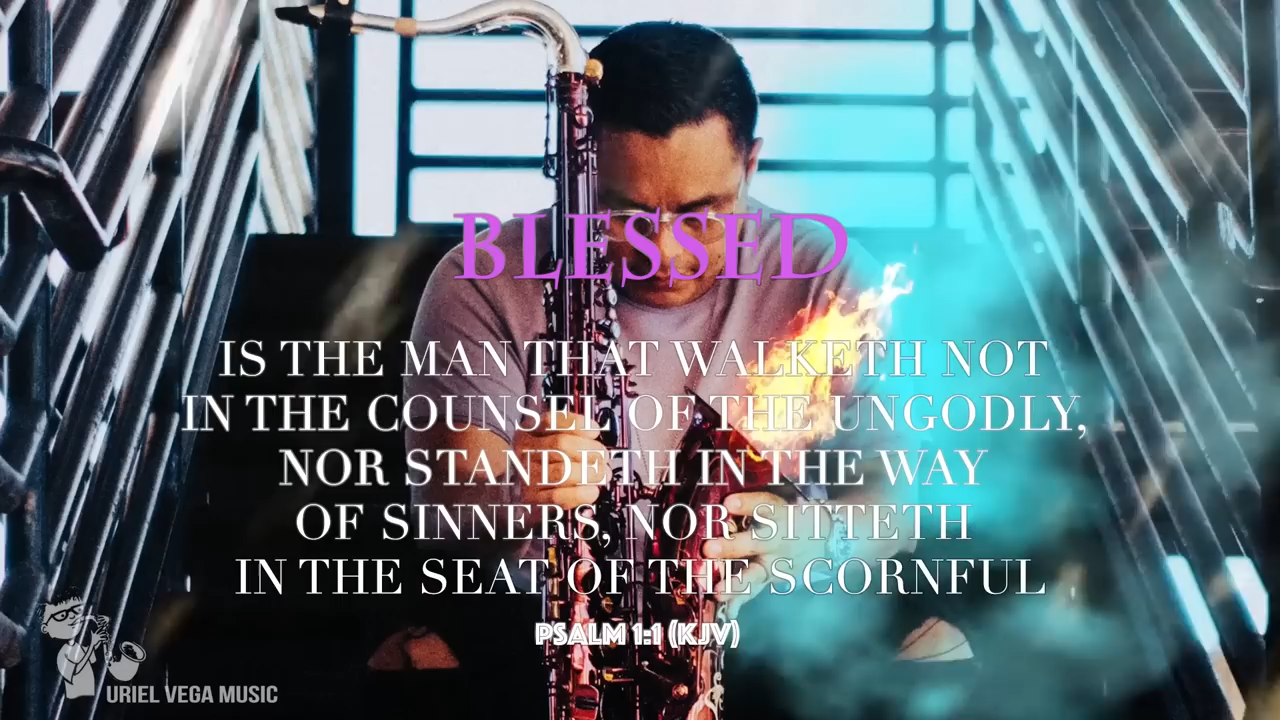 BLESSED
IS THE MAN THAT WALKETH NOT
IN THE COUNSEL OF THE UNGODLY,
NOR STANDETH IN THE WAY
OF SINNERS, NOR SITTETH
IN THE SEAT OF THE SCORNFUL
PSALM 1:1 (KJV)
URIEL VEGA MUSIC